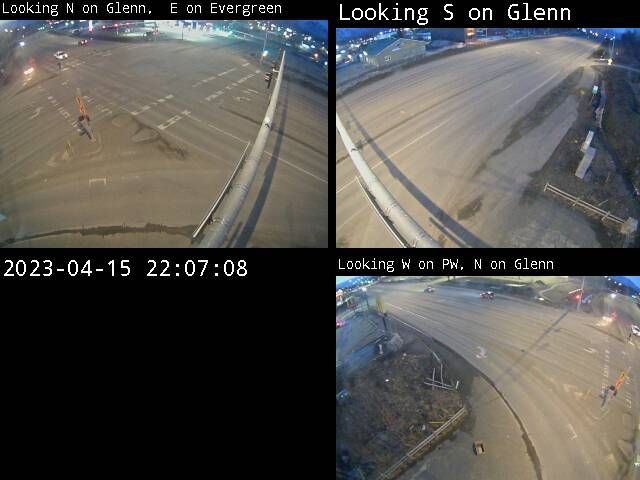 Looking N on Glenn,  E on Evergreen
Looking S on Glenn
2023-04-15 22:07:08
Looking W on PW, N on Glenn